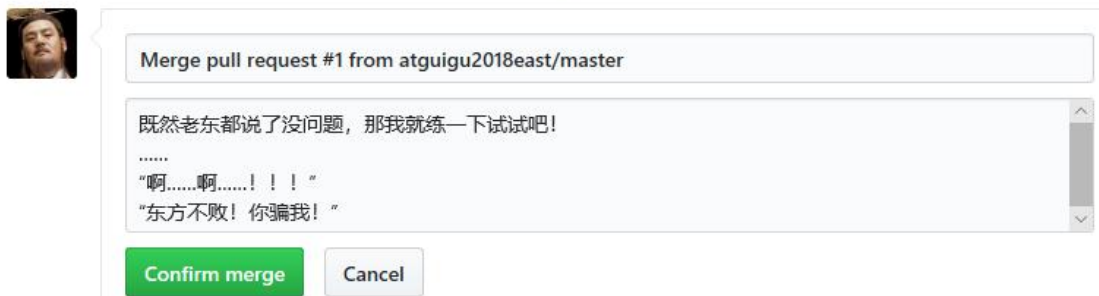 Merge pull request #1 from atguigu2018east/master
既然老东都说了没问题，那我就练一下试试吧！
......
“啊......啊......！！！”
“东方不败！你骗我！”
Confirm merge
Cancel